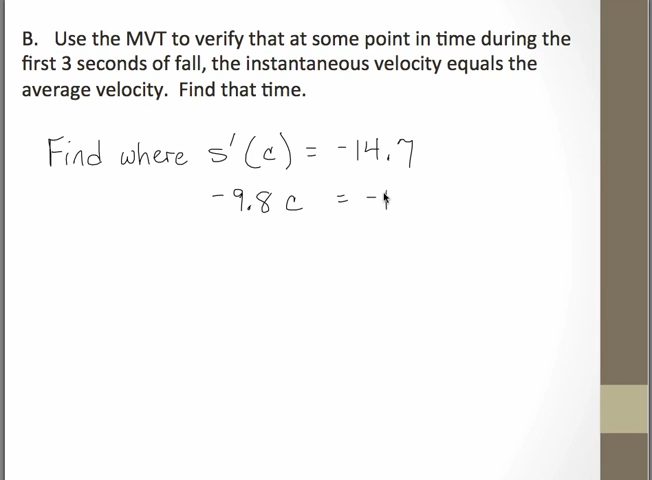 B. Use the MVT to verify that at some point in time during the
first 3 seconds of fall, the instantaneous velocity equals the
average velocity. Find that time.
Find where s'(c) = -14.7
-9.8 c = -1